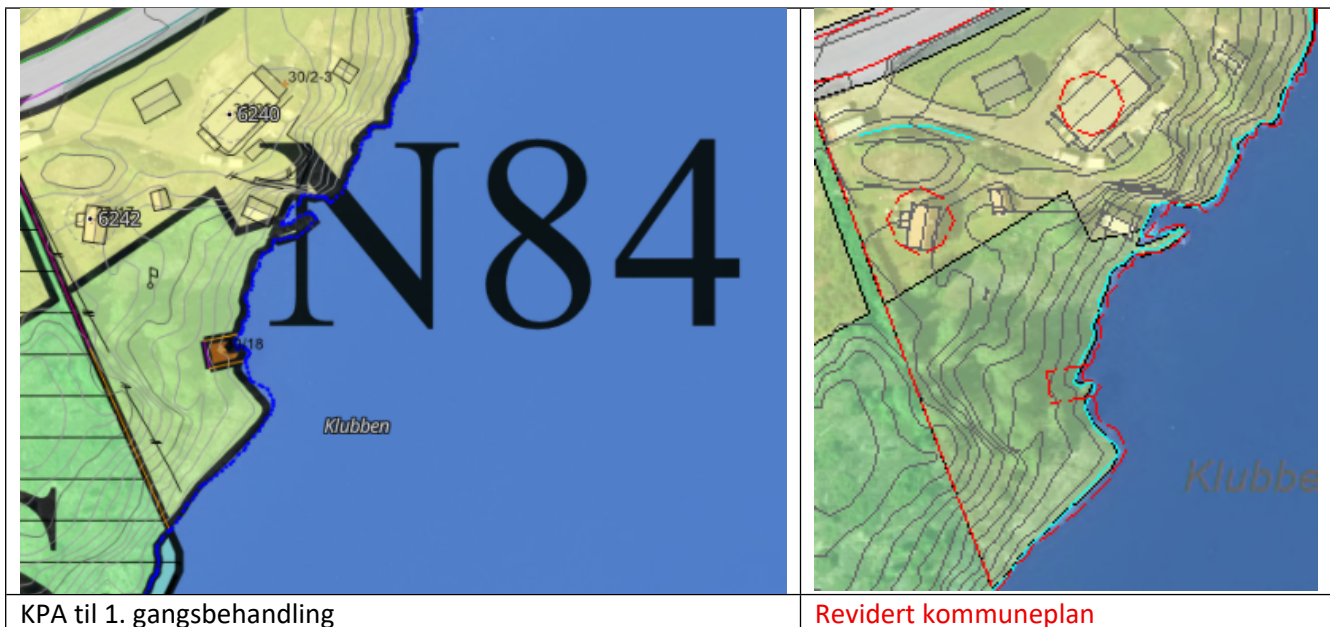 30/2-3
6240
N84
6242
Klubben
Klubbe
KPA til 1. gangsbehandling
Revidert kommuneplan